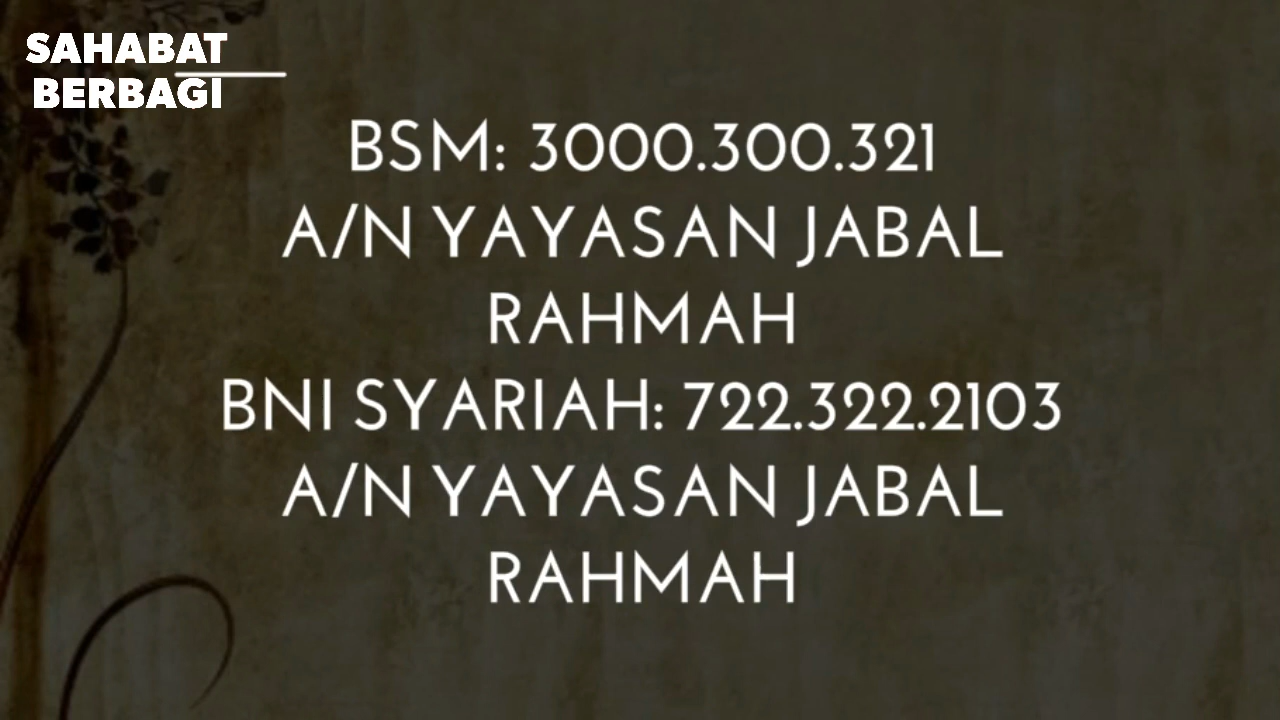 SAHABAT
BERBAGI
BSM: 3000.300.321
A/N YAYASAN JABAL
RAHMAH
BNI SYARIAH: 722.322.2103
A/N YAYASAN JABAL
RAHMAH